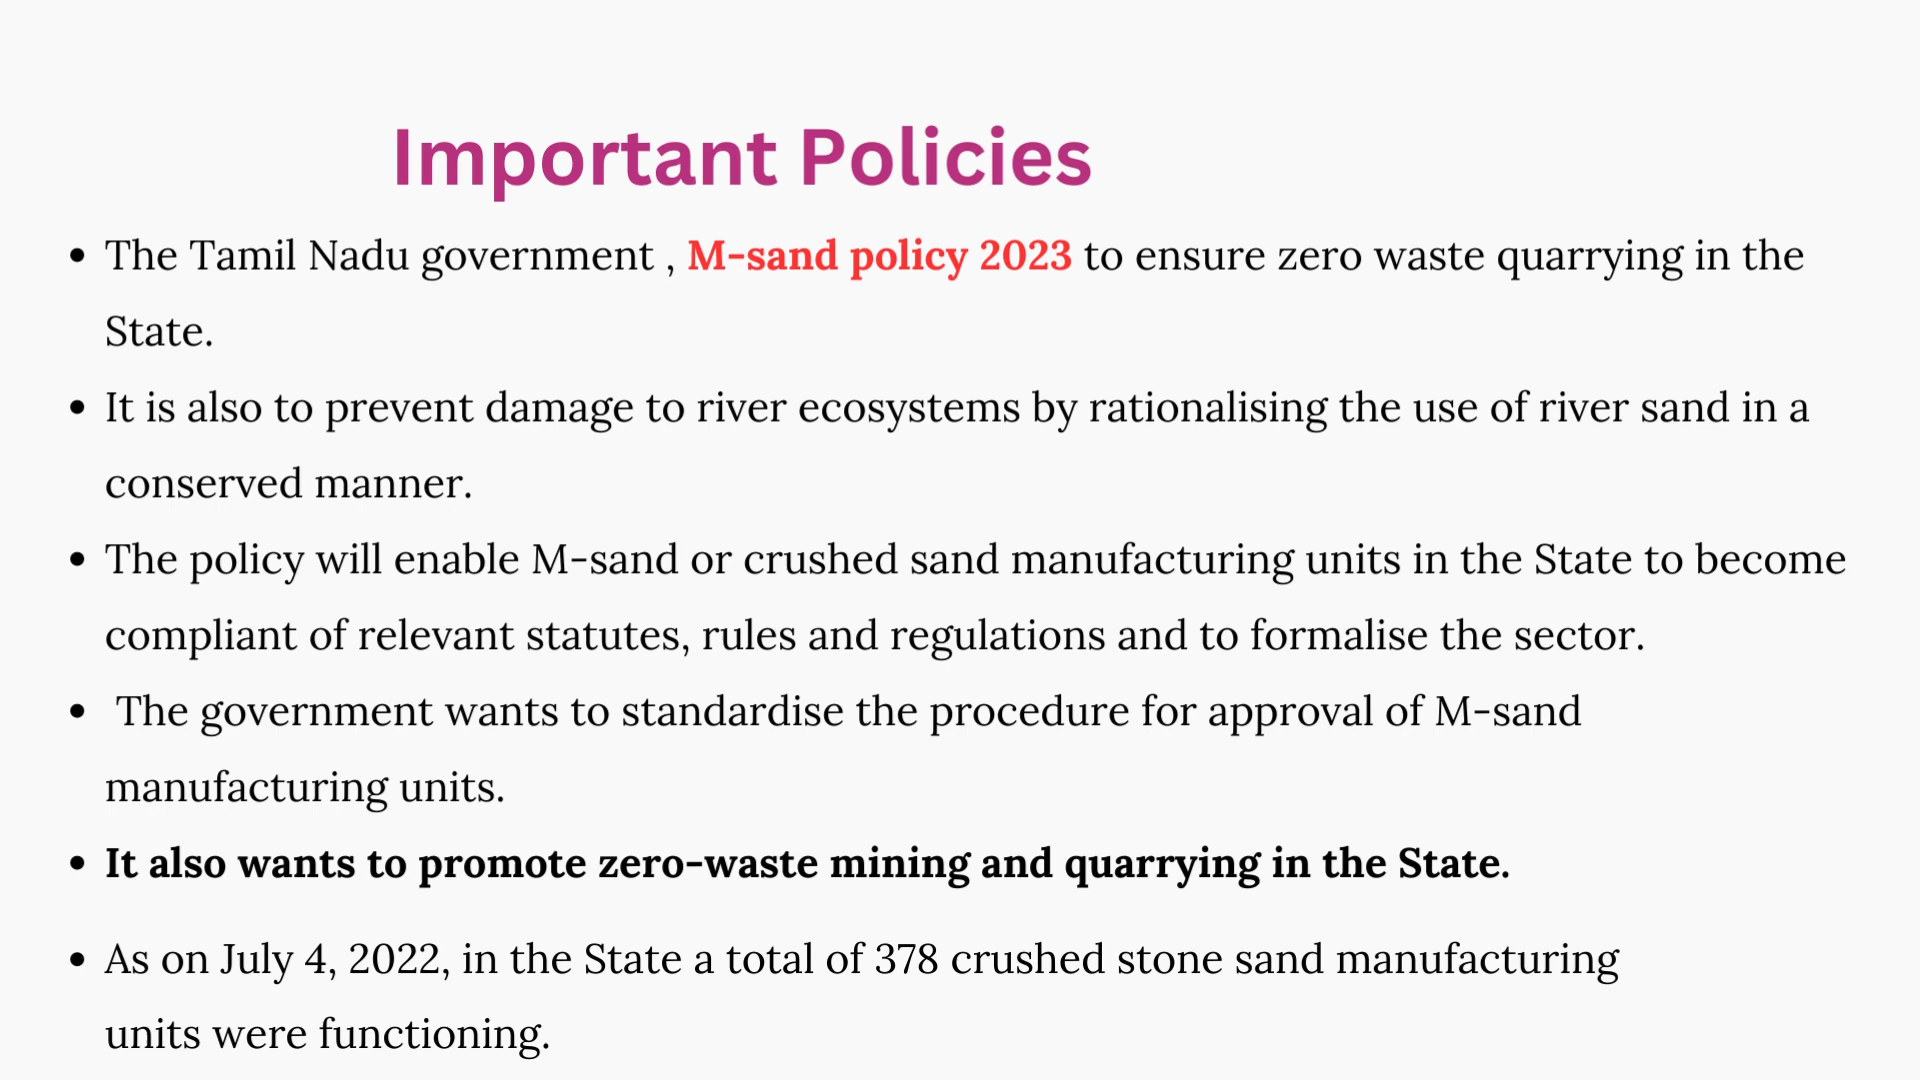 Important Policies
• The Tamil Nadu government , M-sand policy 2023 to ensure zero waste quarrying in the
State.
• It is also to prevent damage to river ecosystems by rationalising the use of river sand in a
conserved manner.
• The policy will enable M-sand or crushed sand manufacturing units in the State to become
compliant of relevant statutes, rules and regulations and to formalise the sector.
• The government wants to standardise the procedure for approval of M-sand
manufacturing units.
• It also wants to promote zero-waste mining and quarrying in the State.
• As on July 4, 2022, in the State a total of 378 crushed stone sand manufacturing
units were functioning.